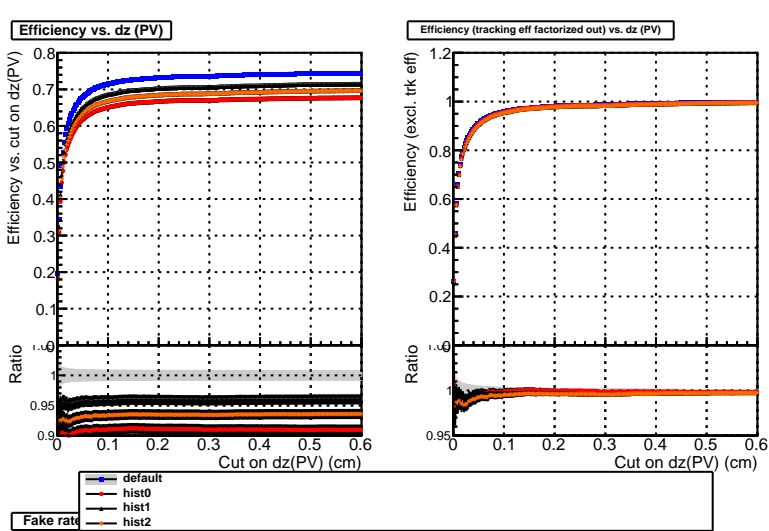 Efficiency vs. dz (PV)
Efficiency vs. cut on dz(PV)
0.8
0.7
0.6
0.5
0.4
0.3
0.2
0.1
0
Ratio
1
0.95
0.9
0 0.1 0.2 0.3 0.4 0.5 0.6
Cut on dz(PV) (cm)
Efficiency (tracking eff factorized out) vs. dz (PV)
Efficiency (excl. trk eff)
1.2
1
0.8
0.6
0.4
0.2
0
Ratio
1
0.95
0 0.1 0.2 0.3 0.4 0.5 0.6
Cut on dz(PV) (cm)
default
hist0
hist1
hist2
Fake rate